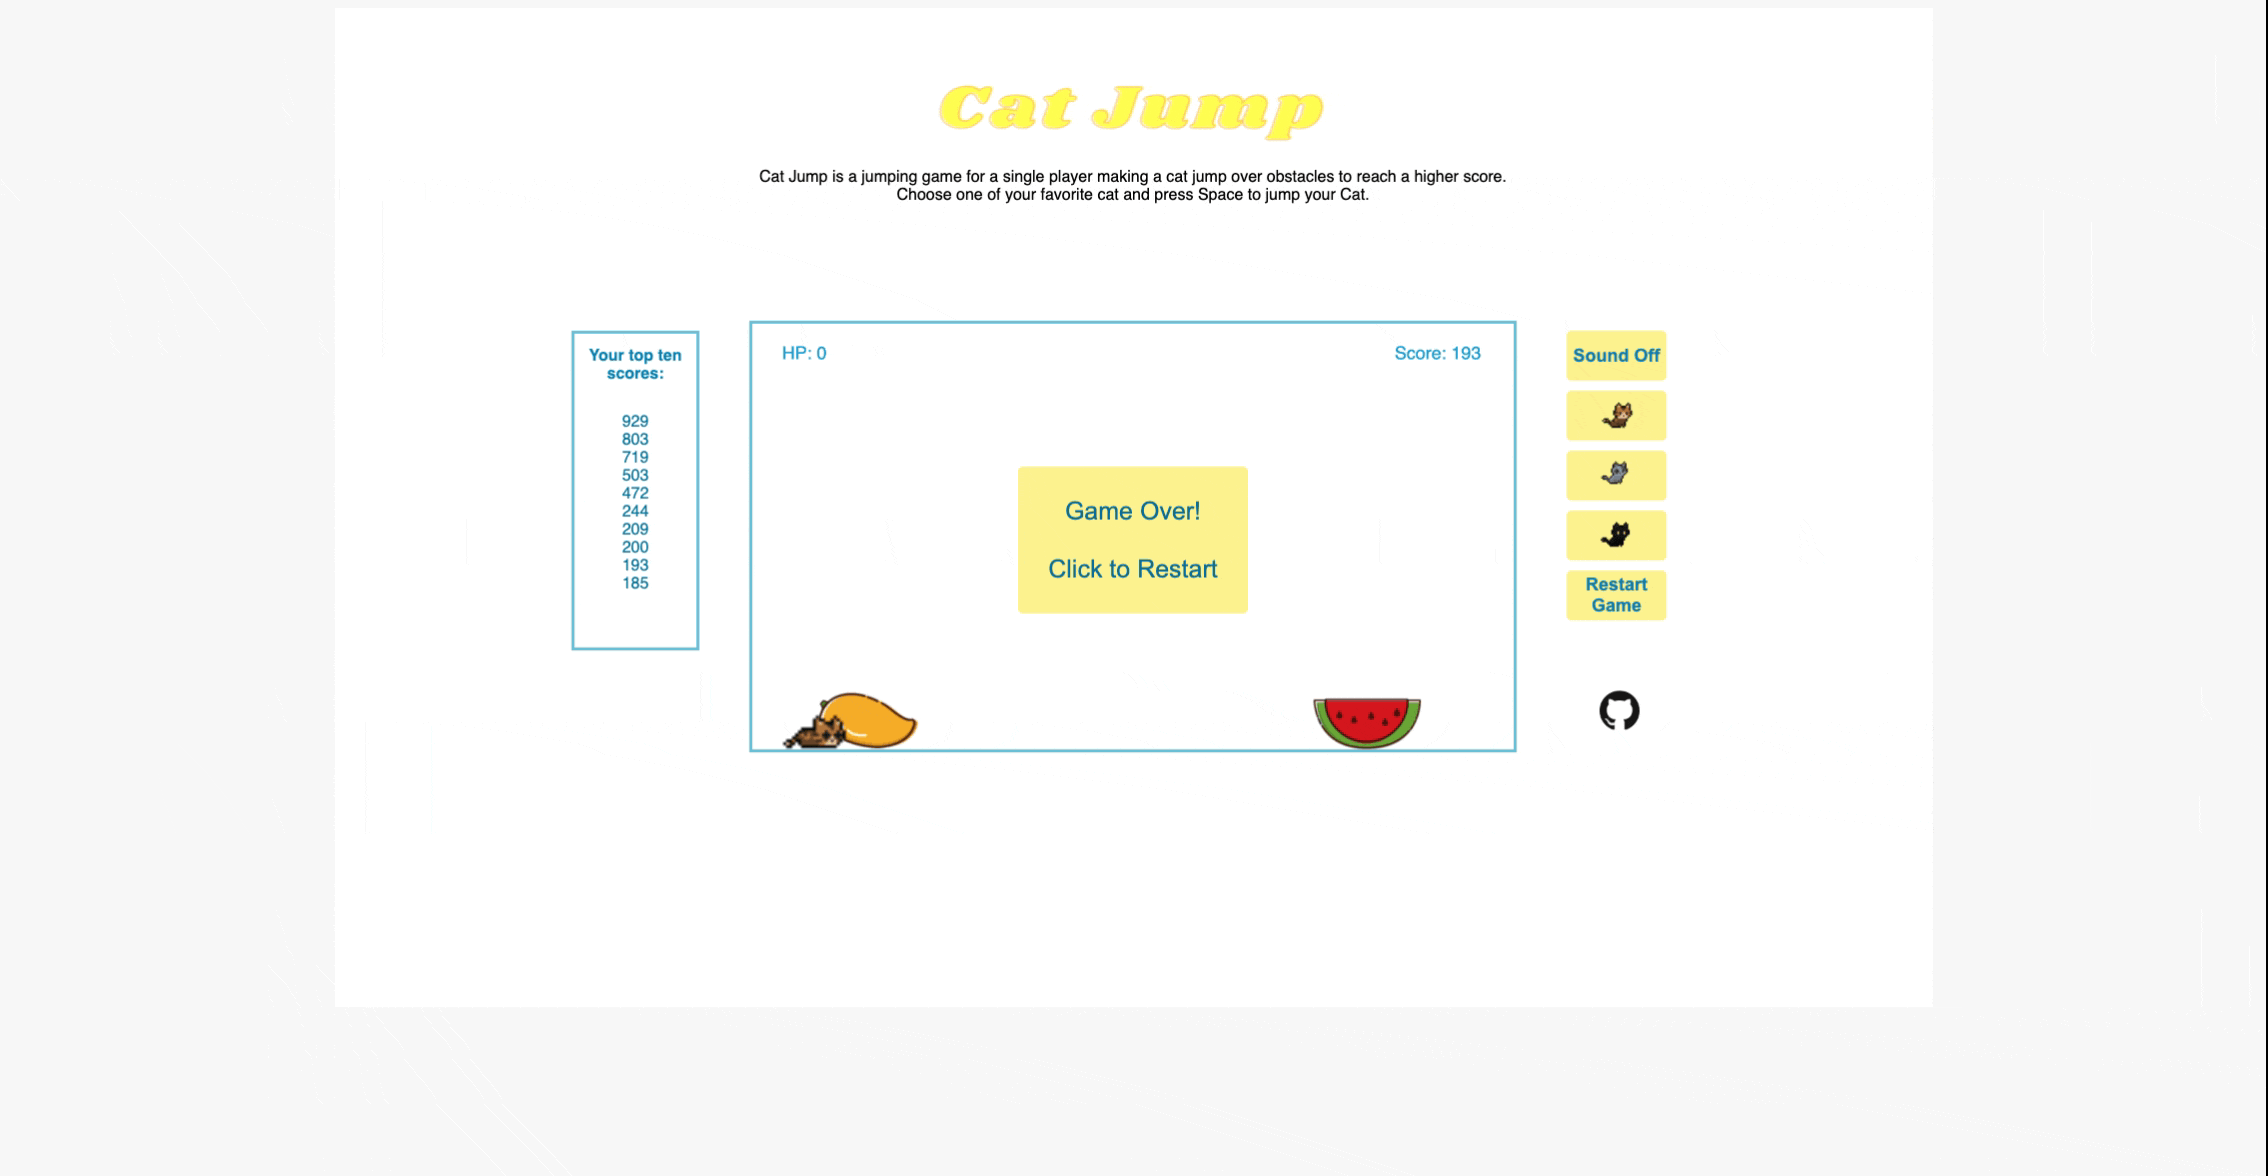 Cat Jump
Cat Jump is a jumping game for a single player making a cat jump over obstacles to reach a higher score.
Choose one of your favorite cat and press Space to jump your Cat.
Your top ten
scores:
929
803
719
503
472
244
209
200
193
185
HP: 0
Score: 193
Game Over!
Click to Restart
Sound Off
Restart
Game